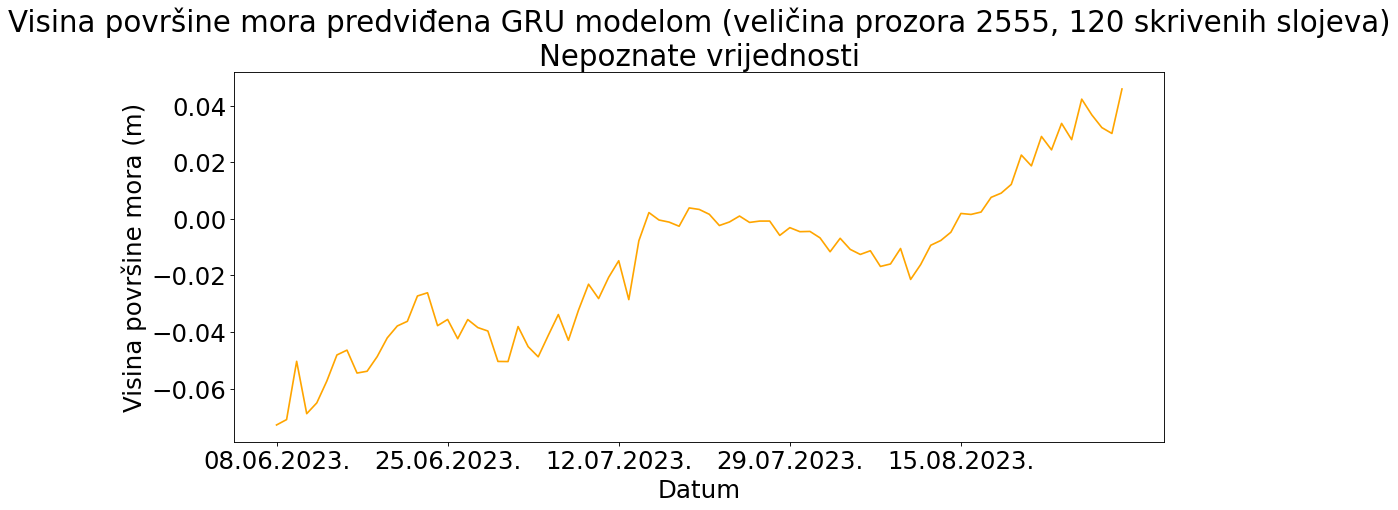 Visina površine mora predviđena GRU modelom (veličina prozora 2555, 120 skrivenih slojeva)
Nepoznate vrijednosti
Visina površine mora (m)
0.04
0.02
0.00
−0.02
−0.04
−0.06
08.06.2023. 25.06.2023. 12.07.2023. 29.07.2023. 15.08.2023.
Datum